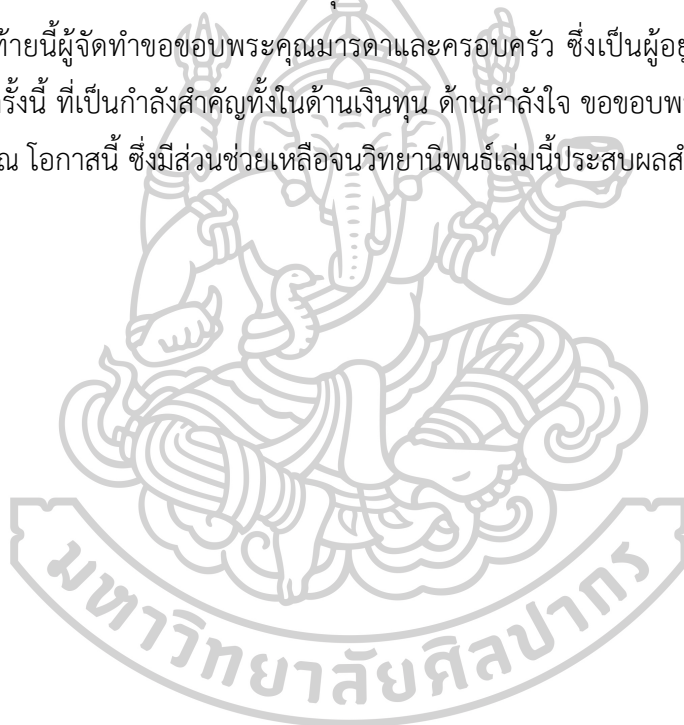 ท้ายนี้ผู้จัดทำขอขอบพระคุณมารดาและครอบครัว ซึ่งเป็นผู้อยู่
ครั้งนี้ ที่เป็นกำลังสำคัญทั้งในด้านเงินทุน ด้านกำลังใจ ขอขอบพร
ณ โอกาสนี้ ซึ่งมีส่วนช่วยเหลือจนวิทยานิพนธ์เล่มนี้ประสบผลสำ
มหาวิทยาลัยศิลปากร